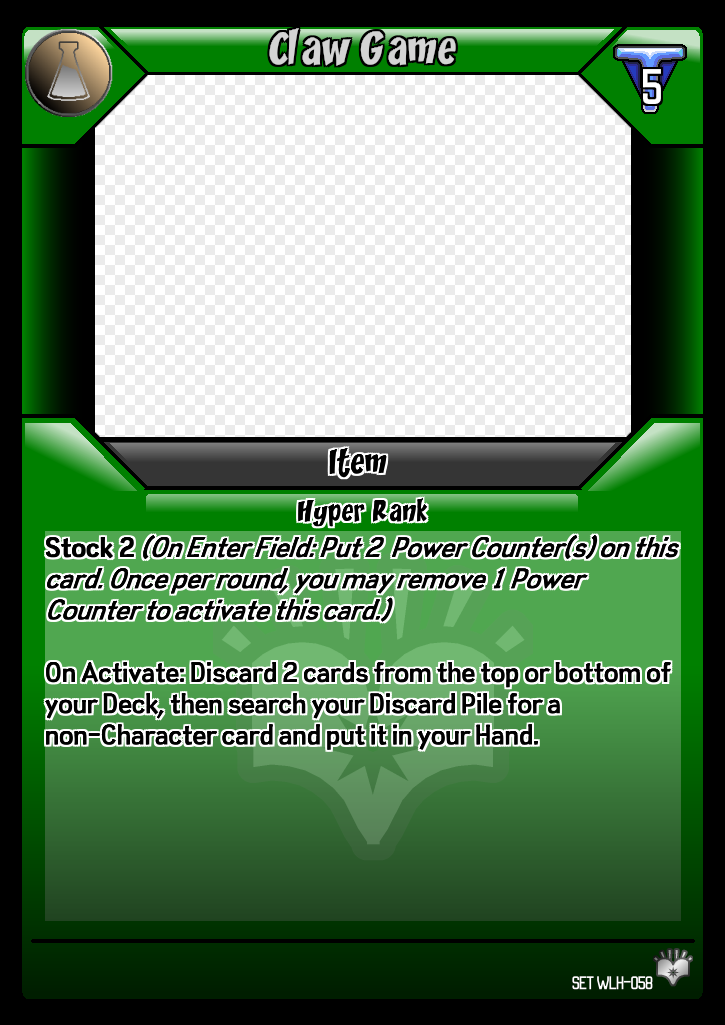 Claw Game
5
Item
Hyper Rank
Stock 2 (On Enter Field: Put 2 Power Counter(s) on this
card. Once per round, you may remove 1 Power
Counter to activate this card.)
On Activate: Discard 2 cards from the top or bottom of
your Deck, then search your Discard Pile for a
non-Character card and put it in your Hand.
SET WLH-058